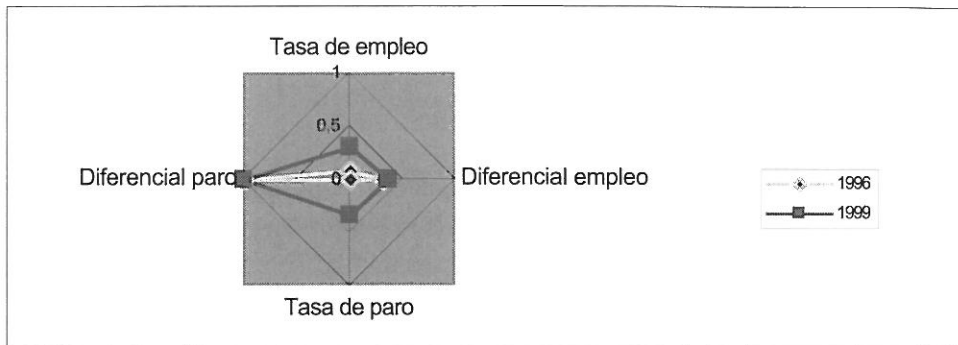 Tasa de empleo
1
0,5
Diferencial paro
0
Diferencial empleo
1996
1999
Tasa de paro